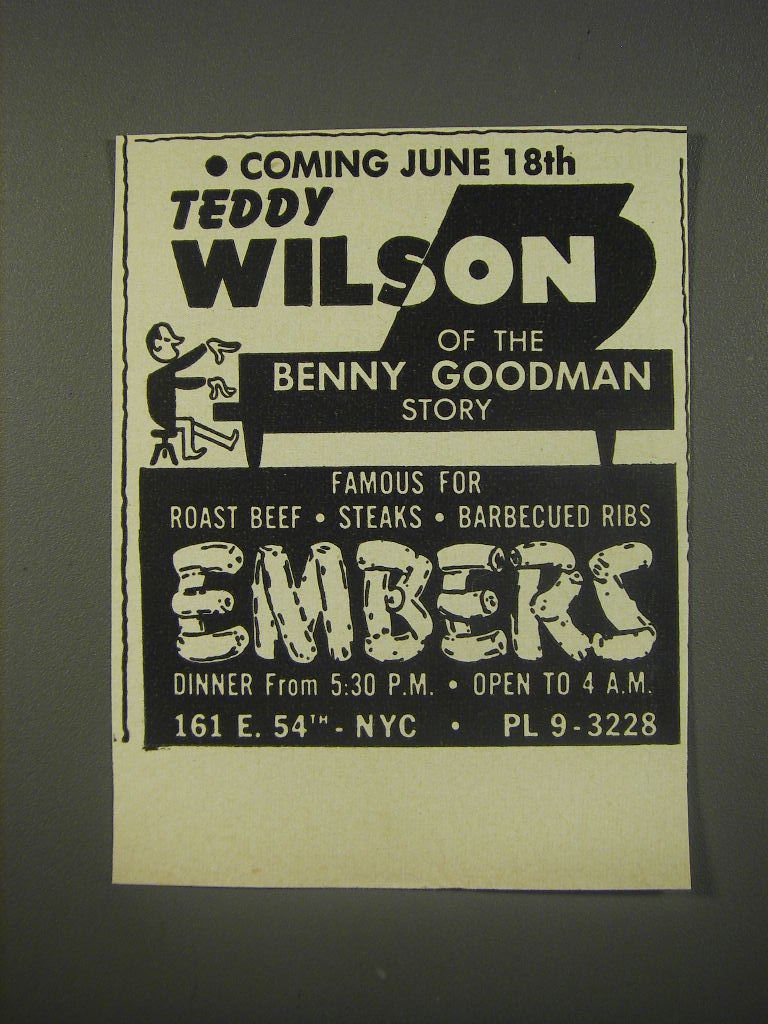 • COMING JUNE 18th
TEDDY
WILSON
OF THE
BENNY GOODMAN
STORY
FAMOUS FOR
ROAST BEEF • STEAKS • BARBECUED RIBS
EMBERS
DINNER From 5:30 P.M. • OPEN TO 4 A.M.
161 E. 54TH - NYC • PL 9-3228